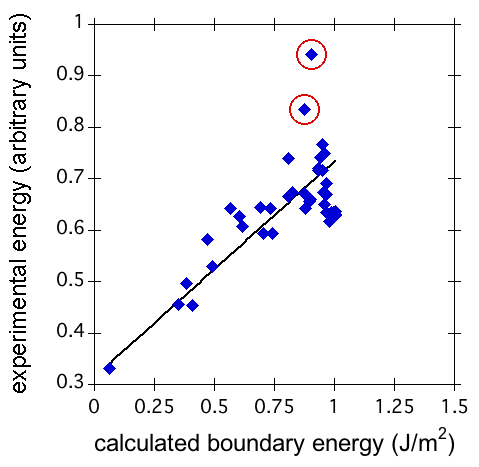 experimental energy (arbitrary units)
1
0.9
0.8
0.7
0.6
0.5
0.4
0.3
0 0.25 0.5 0.75 1 1.25 1.5
calculated boundary energy (J/m²)